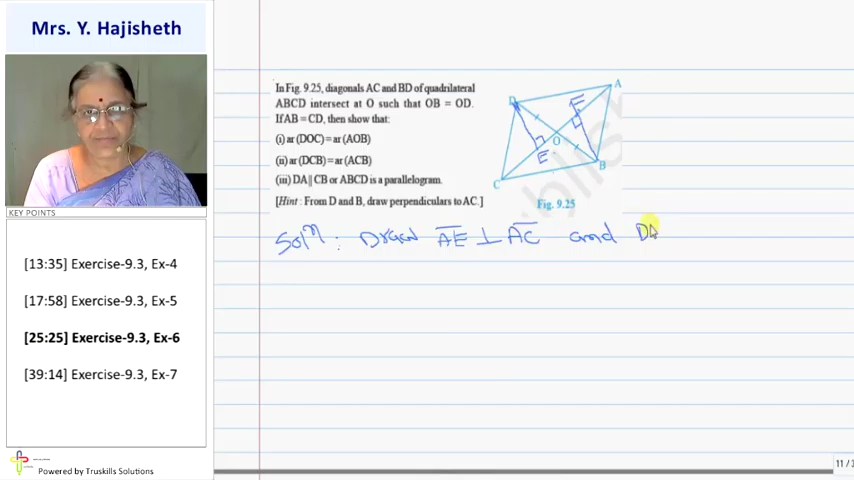 Mrs. Y. Hajisheth
KEY POINTS
[13:35] Exercise-9.3, Ex-4
[17:58] Exercise-9.3, Ex-5
[25:25] Exercise-9.3, Ex-6
[39:14] Exercise-9.3, Ex-7
Powered by Truskills Solutions
In Fig. 9.25, diagonals AC and BD of quadrilateral
ABCD intersect at O such that OB = OD.
If AB = CD, then show that:
(i) ar (DOC) = ar (AOB)
(ii) ar (DCB) = ar (ACB)
(iii) DA || CB or ABCD is a parallelogram.
[Hint : From D and B, draw perpendiculars to AC.]
A
D
F
O
E
B
C
Fig. 9.25
Solⁿ : Draw AE ⊥ AC and DA